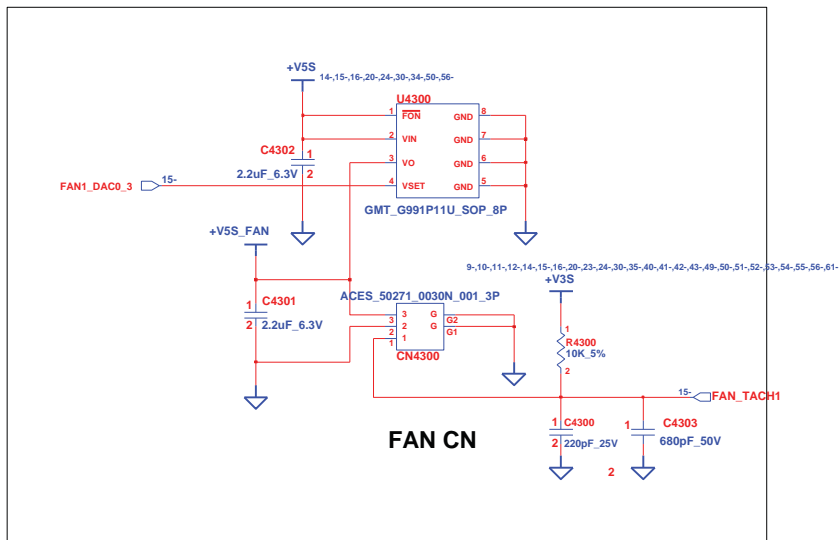 +V5S
14-,15-,16-,20-,24-,30-,34-,50-,56-
U4300
1 FON GND 8
2 VIN GND 7
3 VO GND 6
4 VSET GND 5
GMT_G991P11U_SOP_8P
C4302
1
2.2uF_6.3V
2
FAN1_DAC0_3
15-
+V5S_FAN
C4301
1
2
2.2uF_6.3V
9-,10-,11-,12-,14-,15-,16-,20-,23-,24-,30-,35-,40-,41-,42-,43-,49-,50-,51-,52-,53-,54-,55-,56-,61-
+V3S
ACES_50271_0030N_001_3P
3 3 G G2
2 2 G G1
1 1
CN4300
1
R4300
10K_5%
2
15-
FAN_TACH1
FAN CN
1 C4300
2 220pF_25V
1 C4303
680pF_50V
2